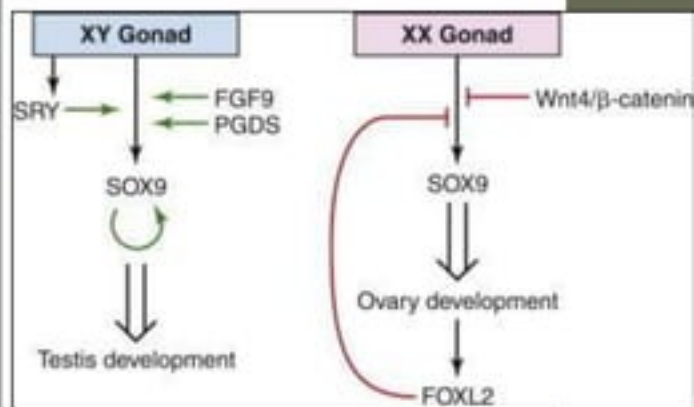 XY Gonad
SRY
FGF9
PGDS
SOX9
Testis development
XX Gonad
Wnt4/β-catenin
SOX9
Ovary development
FOXL2